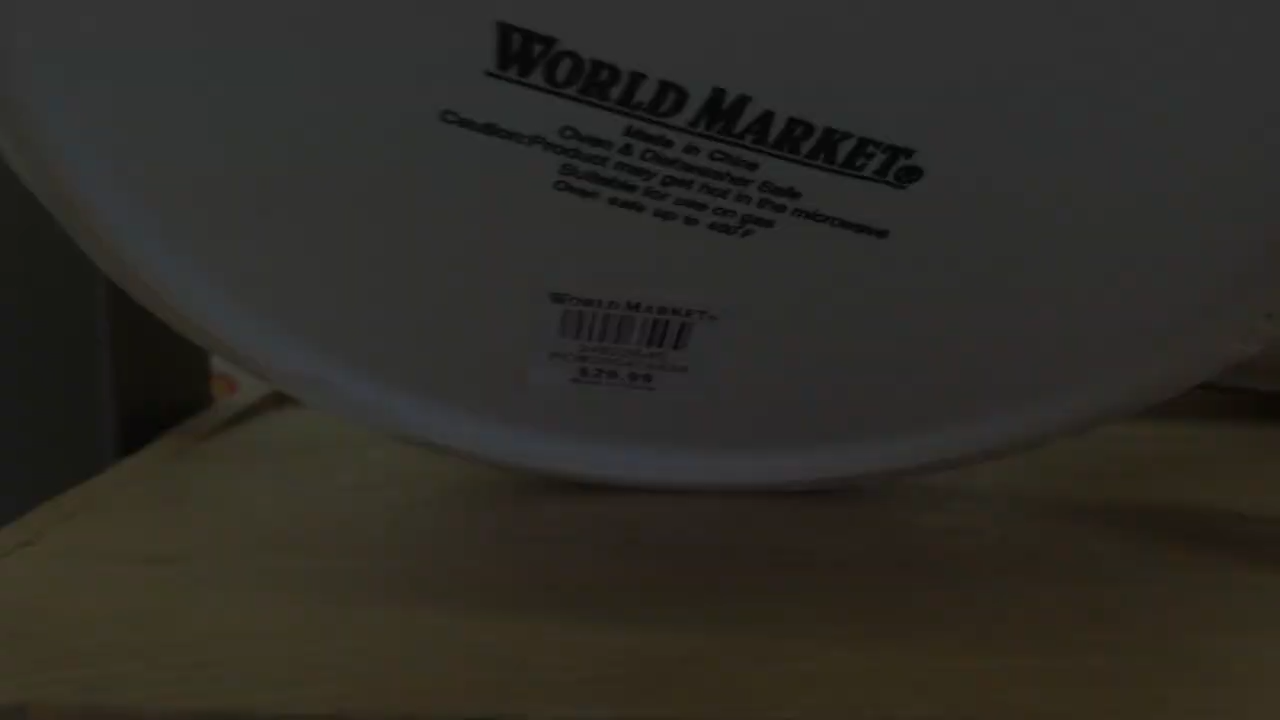 WORLD MARKET®
Made in China
Oven & Dishwasher Safe
Caution: Product may get hot in the microwave
Suitable for use on gas
Oven safe up to 400°F
WORLD MARKET®